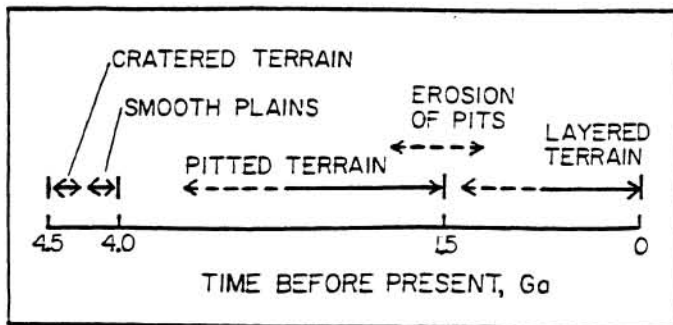 CRATERED TERRAIN
SMOOTH PLAINS
EROSION
OF PITS
PITTED TERRAIN
LAYERED
TERRAIN
4.5 4.0 1.5 0
TIME BEFORE PRESENT, Ga